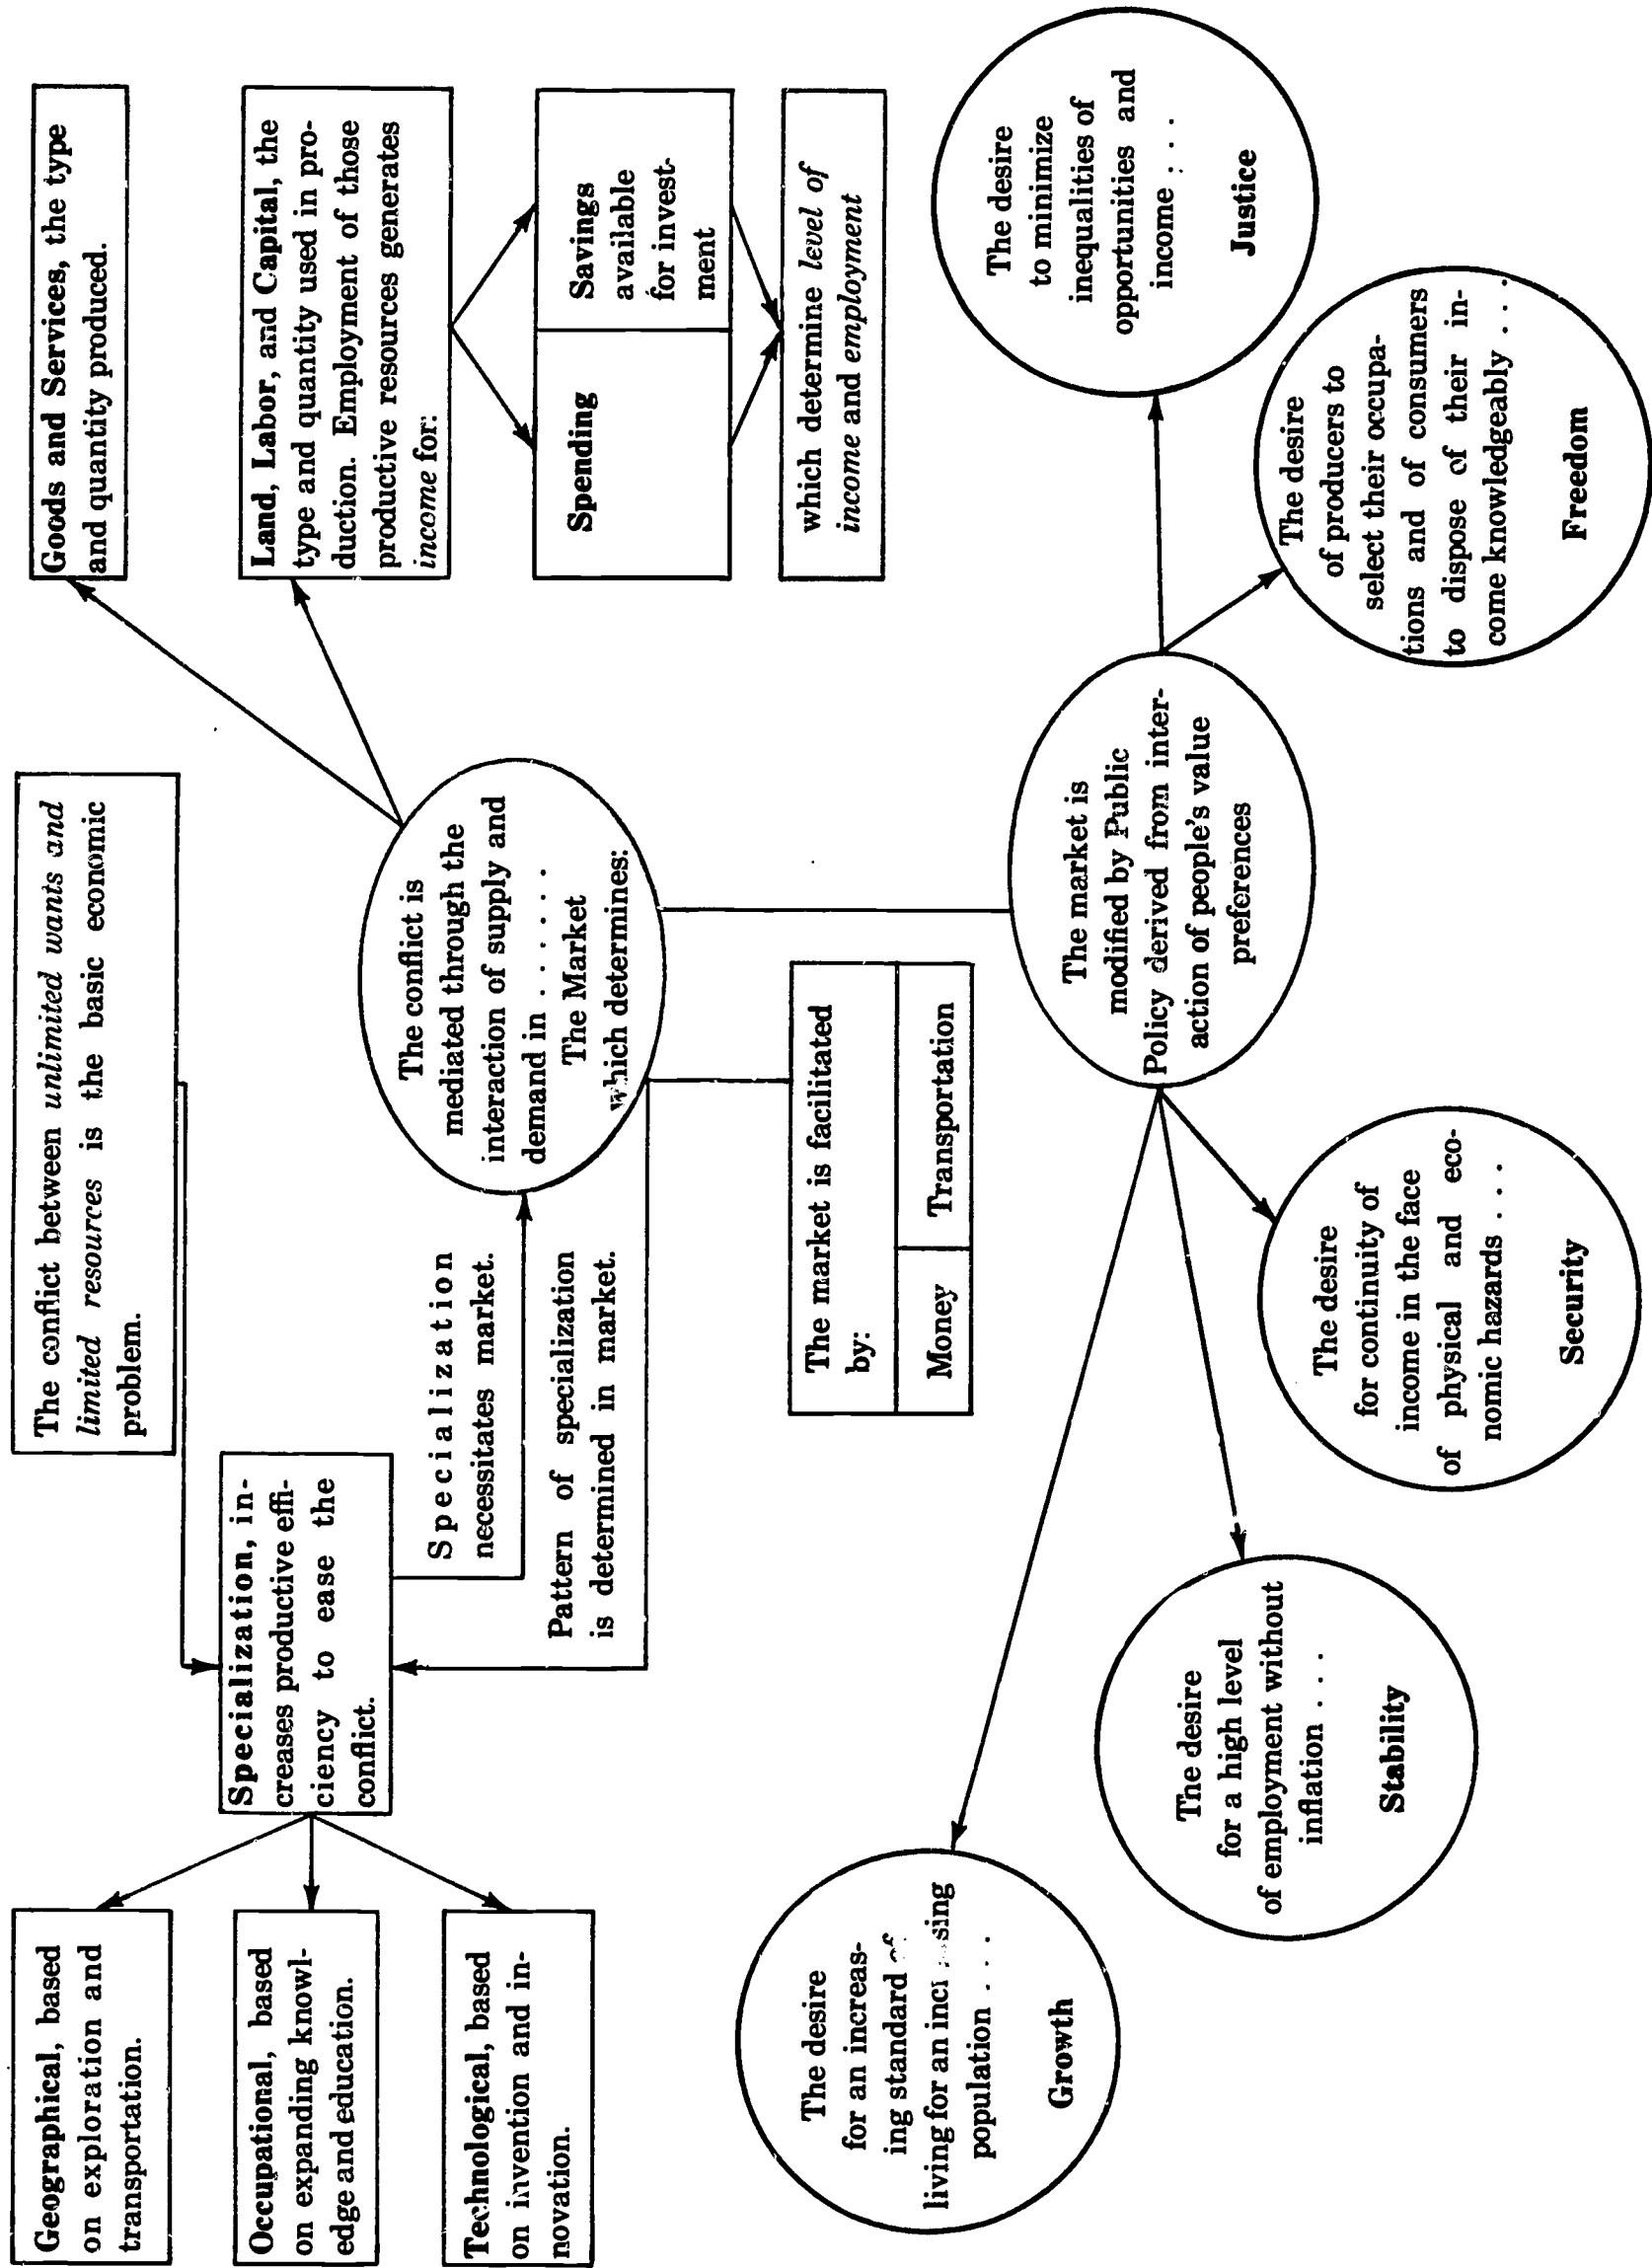 The conflict between unlimited wants and
limited resources is the basic economic
problem.
Geographical, based
on exploration and
transportation.
Occupational, based
on expanding knowl-
edge and education.
Technological, based
on invention and in-
novation.
Specialization, in-
creases productive effi-
ciency to ease the
conflict.
Specialization
necessitates market.
Pattern of specialization
is determined in market.
The conflict is
mediated through the
interaction of supply and
demand in . . . . . . .
The Market
which determines:
Goods and Services, the type
and quantity produced.
Land, Labor, and Capital, the
type and quantity used in pro-
duction. Employment of those
productive resources generates
income for:
Spending
Savings
available
for invest-
ment
which determine level of
income and employment
The market is facilitated
by:
Money
Transportation
The market is
modified by Public
Policy derived from inter-
action of people's value
preferences
The desire
for an increas-
ing standard of
living for an
population . . . .
Growth
The desire
for a high level
of employment without
inflation . . .
Stability
The desire
for continuity of
income in the face
of physical and eco-
nomic hazards . . . .
Security
The desire
of producers to
select their occupa-
tions and of consumers
to dispose of their in-
come knowledgeably . . .
Freedom
The desire
to minimize
inequalities of
opportunities and
income . . .
Justice